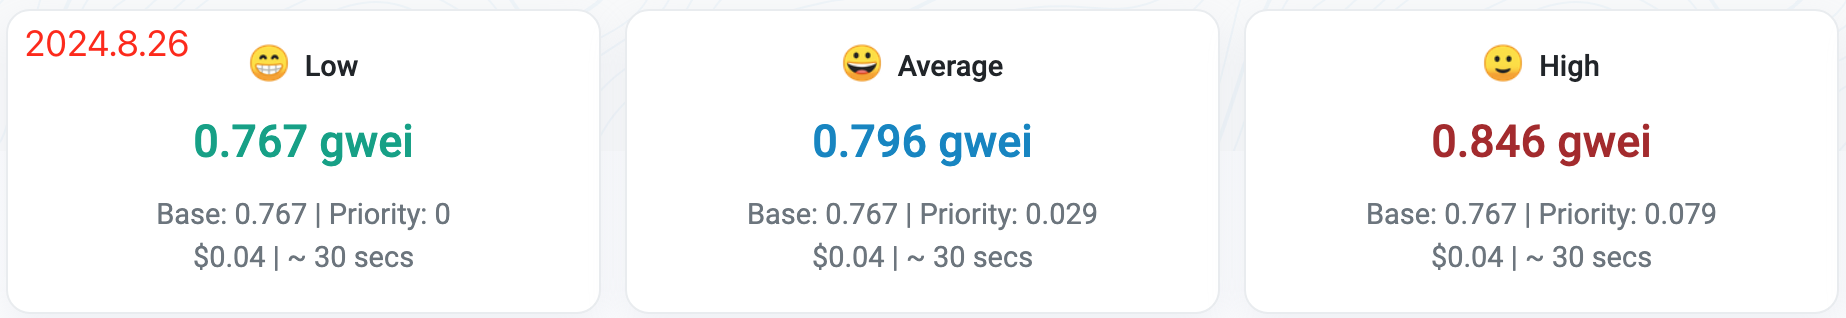 2024.8.26
Low
0.767 gwei
Base: 0.767 | Priority: 0
$0.04 | ~ 30 secs
Average
0.796 gwei
Base: 0.767 | Priority: 0.029
$0.04 | ~ 30 secs
High
0.846 gwei
Base: 0.767 | Priority: 0.079
$0.04 | ~ 30 secs